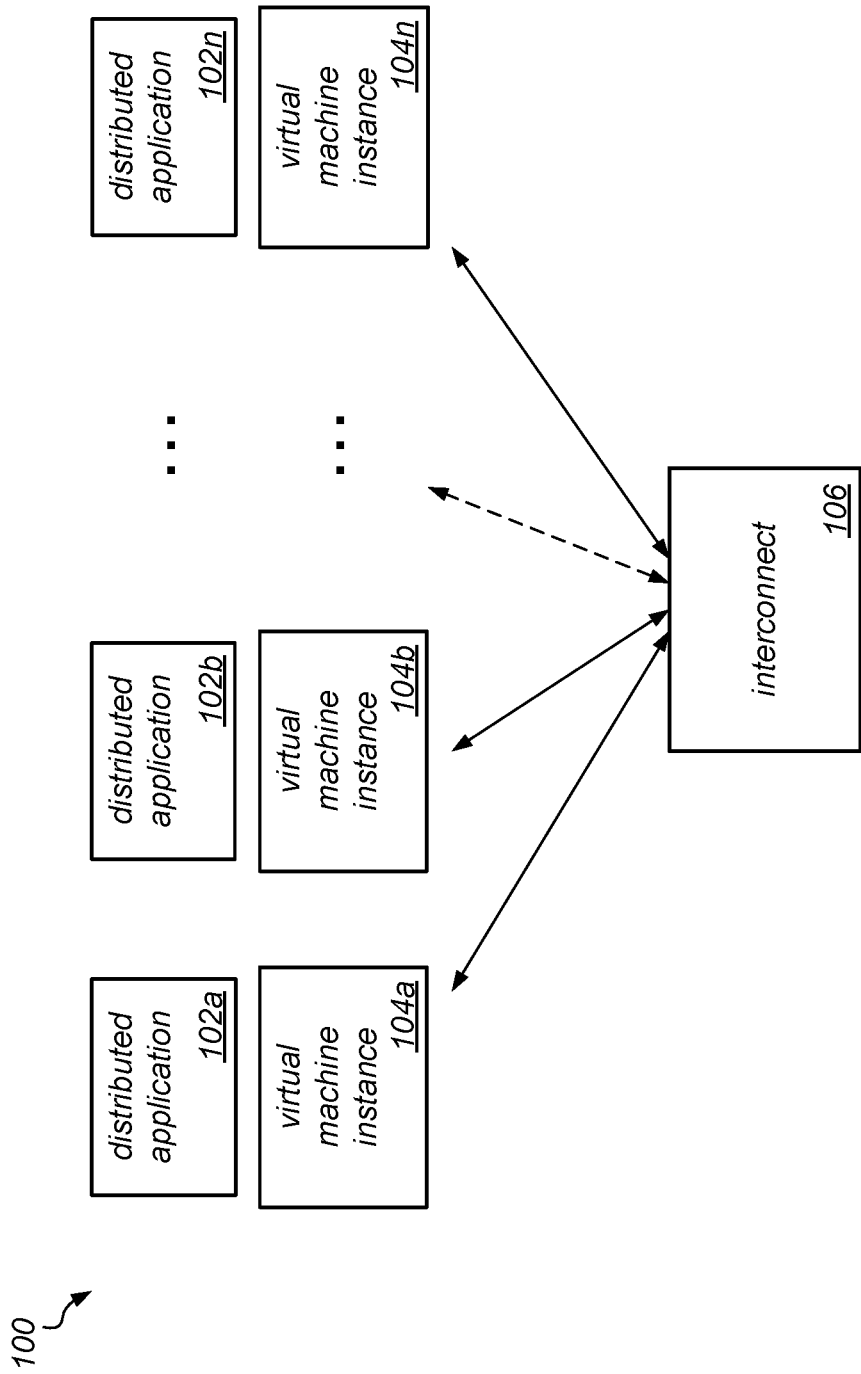 100
distributed
application
102a
virtual
machine
instance
104a
distributed
application
102b
virtual
machine
instance
104b
...
...
distributed
application
102n
virtual
machine
instance
104n
interconnect
106